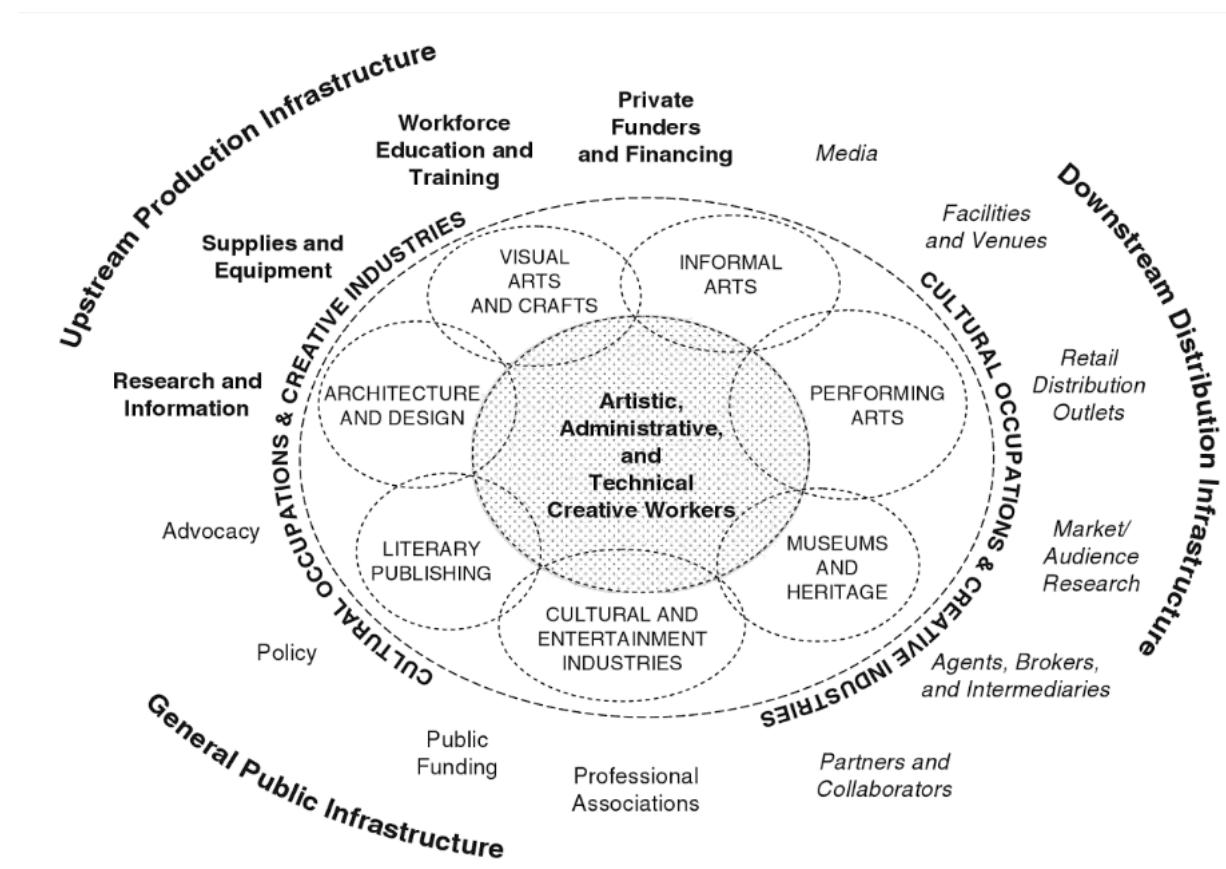 Upstream Production Infrastructure
Workforce
Education and
Training
Private
Funders
and Financing
Media
Downstream Distribution Infrastructure
Supplies and
Equipment
Facilities
and Venues
CULTURAL OCCUPATIONS & CREATIVE INDUSTRIES
VISUAL
ARTS
AND CRAFTS
INFORMAL
ARTS
CULTURAL OCCUPATIONS & CREATIVE INDUSTRIES
Research and
Information
ARCHITECTURE
AND DESIGN
Artistic,
Administrative,
and
Technical
Creative Workers
PERFORMING
ARTS
Retail
Distribution
Outlets
Advocacy
LITERARY
PUBLISHING
MUSEUMS
AND
HERITAGE
Market/
Audience
Research
CULTURAL AND
ENTERTAINMENT
INDUSTRIES
Policy
Agents, Brokers,
and Intermediaries
General Public Infrastructure
Public
Funding
Professional
Associations
Partners and
Collaborators